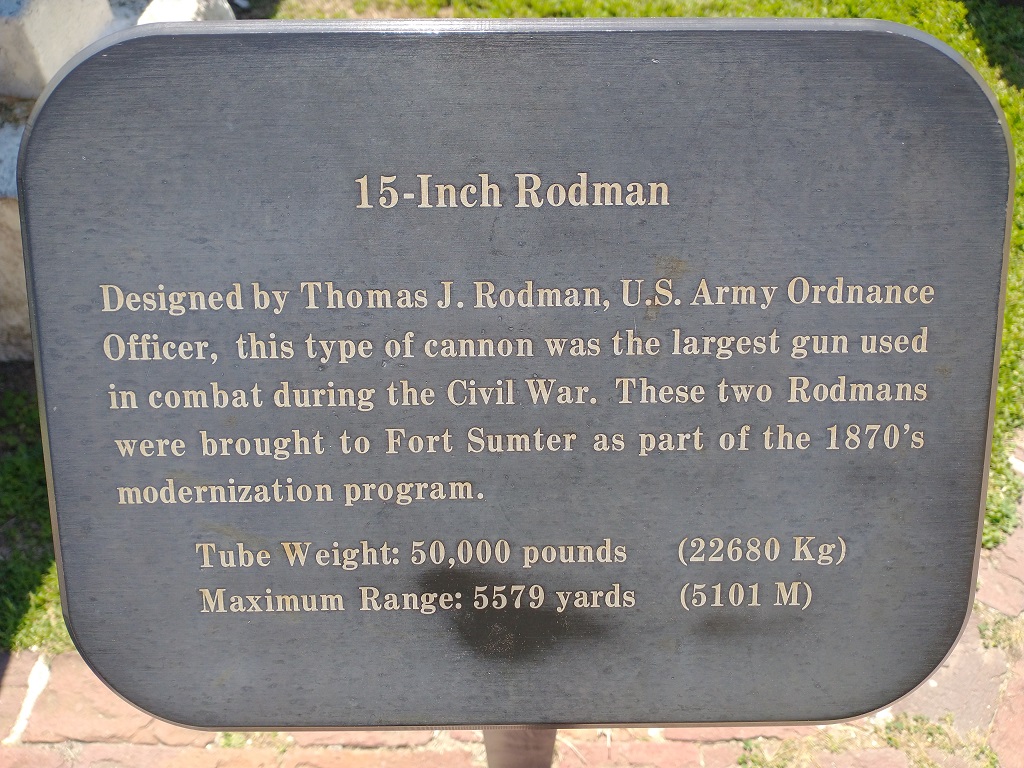 15-Inch Rodman
Designed by Thomas J. Rodman, U.S. Army Ordnance
Officer, this type of cannon was the largest gun used
in combat during the Civil War. These two Rodmans
were brought to Fort Sumter as part of the 1870's
modernization program.
Tube Weight: 50,000 pounds (22680 Kg)
Maximum Range: 5579 yards (5101 M)